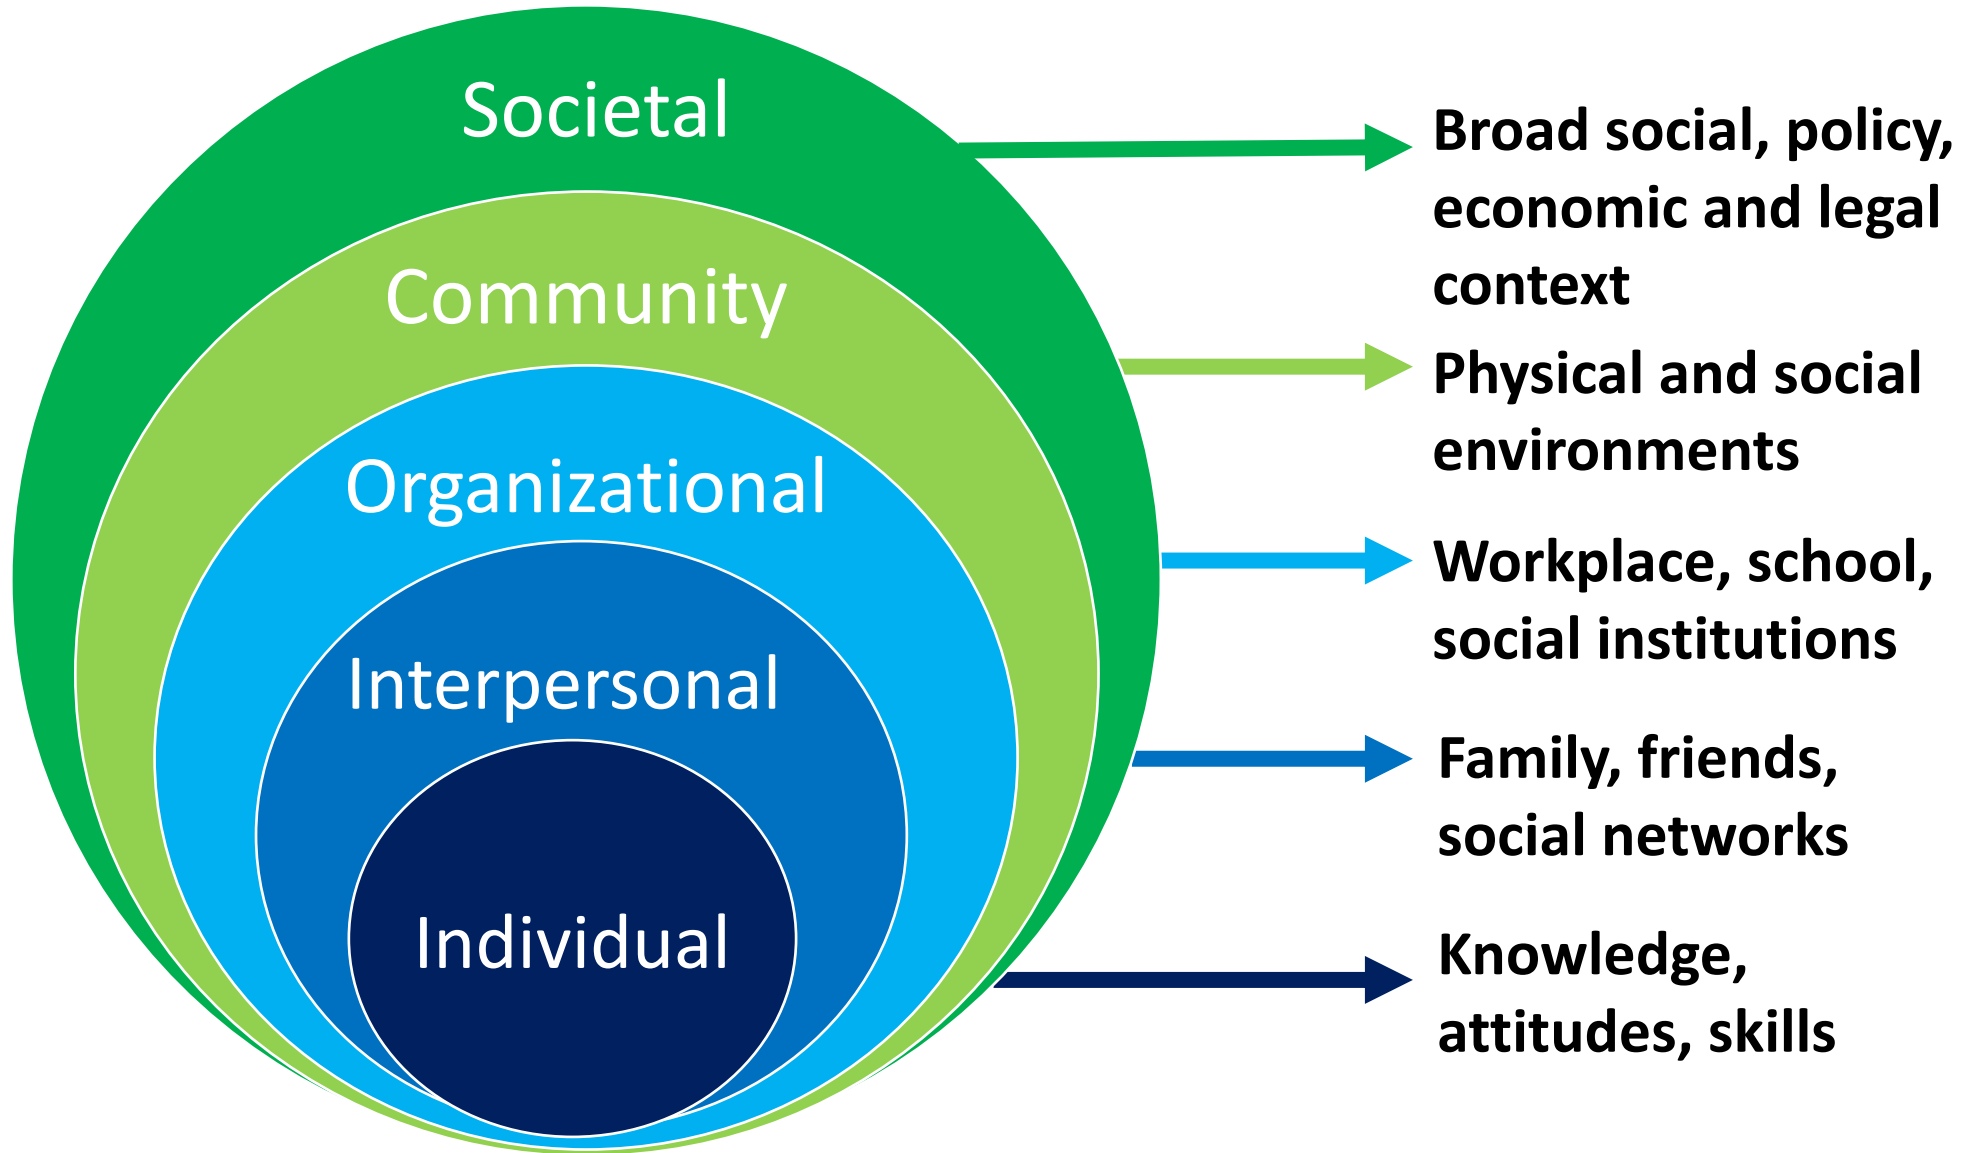 Societal
Community
Organizational
Interpersonal
Individual
Broad social, policy,
economic and legal
context
Physical and social
environments
Workplace, school,
social institutions
Family, friends,
social networks
Knowledge,
attitudes, skills